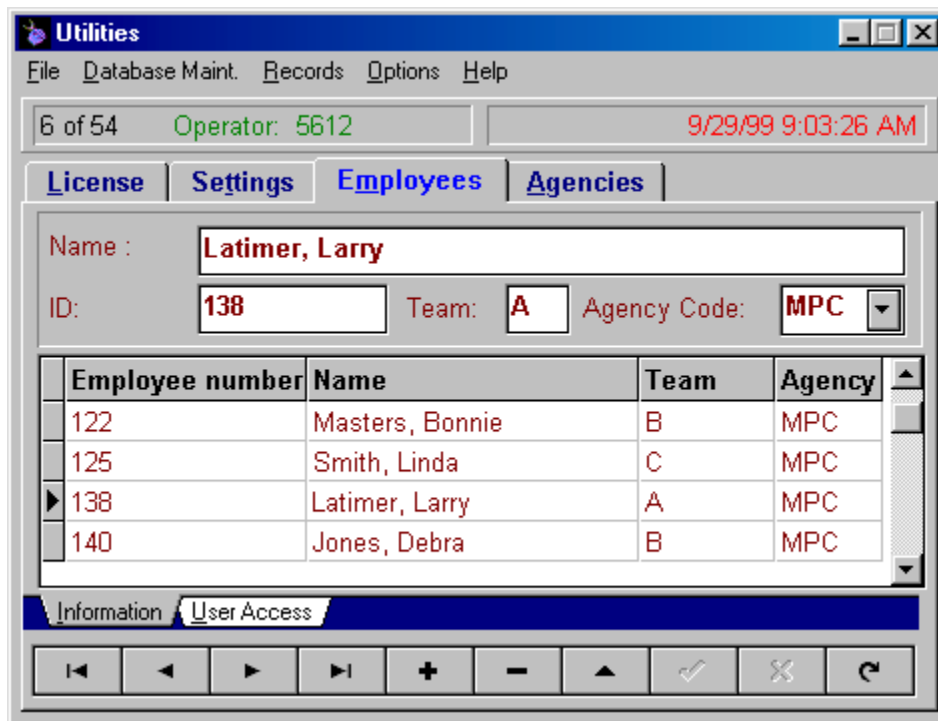 Utilities
File Database Maint. Records Options Help
6 of 54 Operator: 5612 9/29/99 9:03:26 AM
License Settings Employees Agencies
Name : Latimer, Larry
ID: 138 Team: A Agency Code: MPC
Employee number Name Team Agency
122 Masters, Bonnie B MPC
125 Smith, Linda C MPC
138 Latimer, Larry A MPC
140 Jones, Debra B MPC
Information User Access